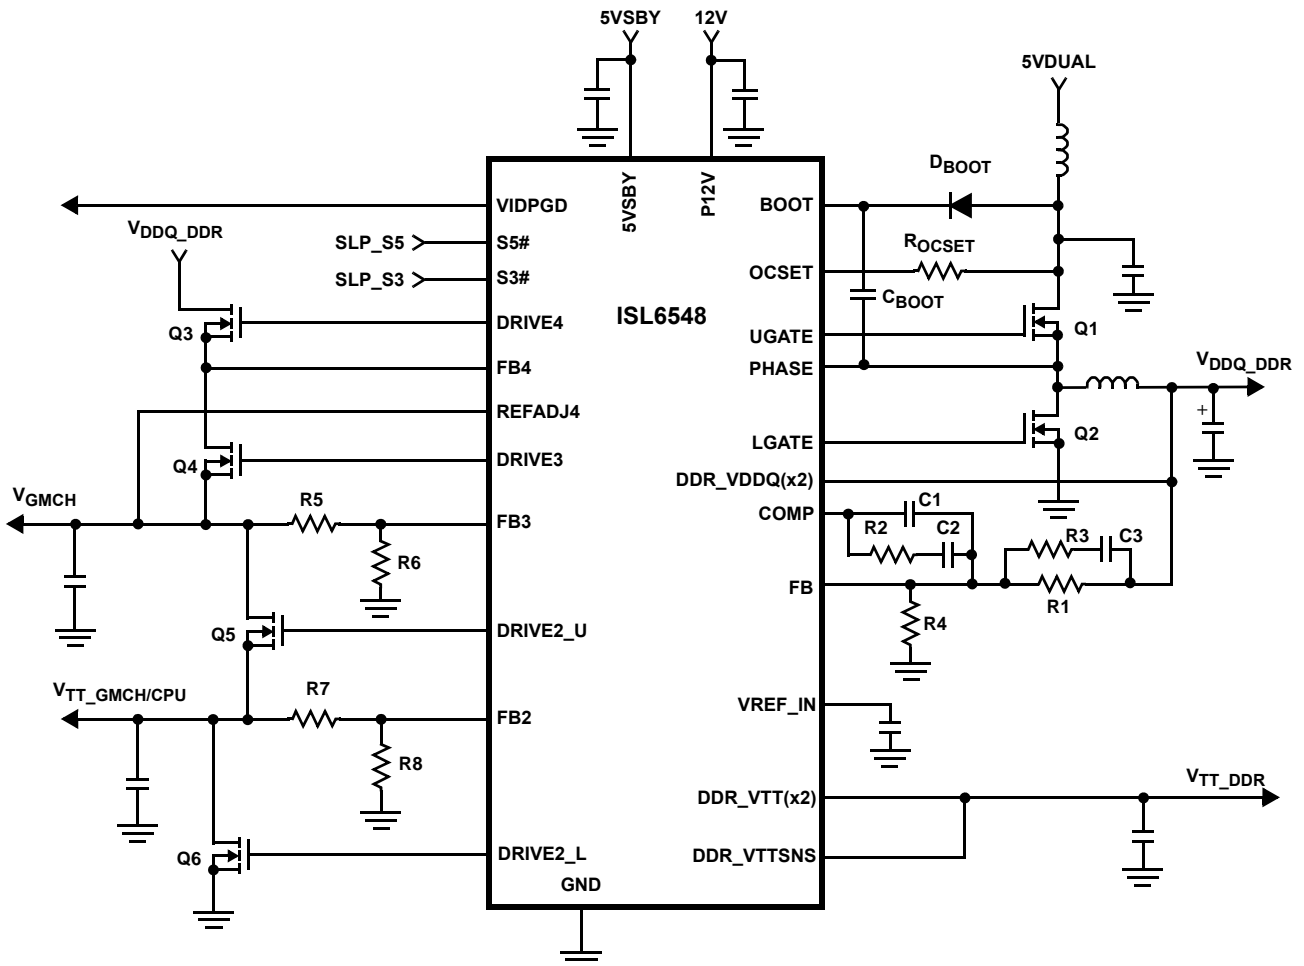 5VSBY
12V
5VDUAL
DBOOT
VIDPGD
5VSBY
P12V
BOOT
VDDQ_DDR
SLP_S5
S5#
ROCSET
SLP_S3
S3#
OCSET
CBOOT
ISL6548
Q3
DRIVE4
UGATE
Q1
FB4
PHASE
VDDQ_DDR
REFADJ4
+
Q4
DRIVE3
LGATE
Q2
DDR_VDDQ(x2)
VGMCH
R5
FB3
COMP
C1
R2
C2
R3
C3
R6
FB
R1
R4
Q5
DRIVE2_U
VTT_GMCH/CPU
R7
FB2
VREF_IN
R8
DDR_VTT(x2)
VTT_DDR
Q6
DRIVE2_L
DDR_VTTSNS
GND